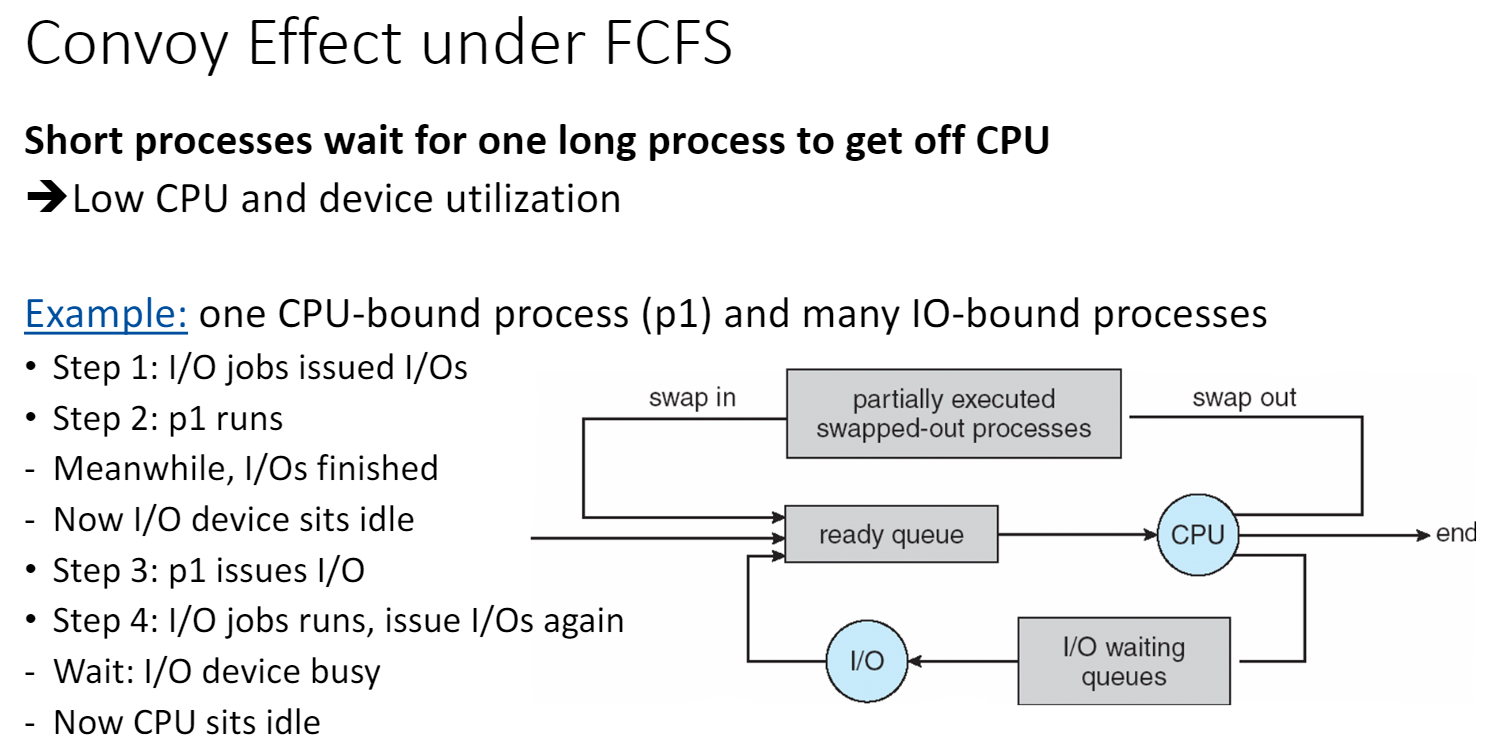 Convoy Effect under FCFS
Short processes wait for one long process to get off CPU
➔Low CPU and device utilization
Example: one CPU-bound process (p1) and many IO-bound processes
• Step 1: I/O jobs issued I/Os
• Step 2: p1 runs
- Meanwhile, I/Os finished
- Now I/O device sits idle
• Step 3: p1 issues I/O
• Step 4: I/O jobs runs, issue I/Os again
- Wait: I/O device busy
- Now CPU sits idle
swap in
partially executed
swapped-out processes
swap out
ready queue
CPU
end
I/O
I/O waiting
queues